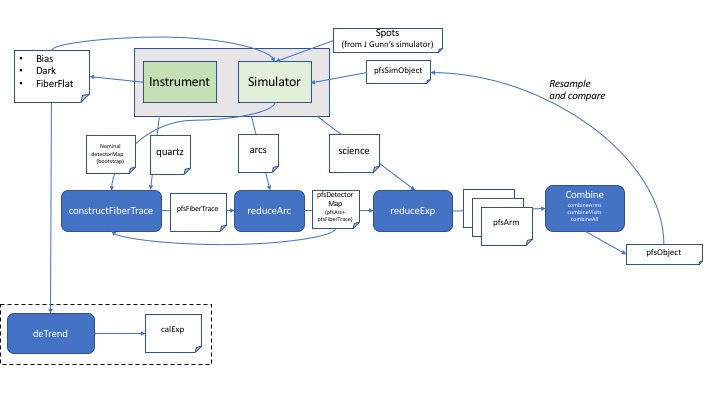 Spots
(from J Gunn's simulator)
• Bias
• Dark
• FiberFlat
Instrument
Simulator
pfsSimObject
Resample
and compare
Nominal
detectorMap
(bootstrap)
quartz
arcs
science
constructFiberTrace
pfsFiberTrace
reduceArc
pfsDetector
Map
(pfsArc+
pfsFiberTrace)
reduceExp
pfsArm
Combine
combineArms
combineVisits
combineAll
pfsObject
deTrend
calExp